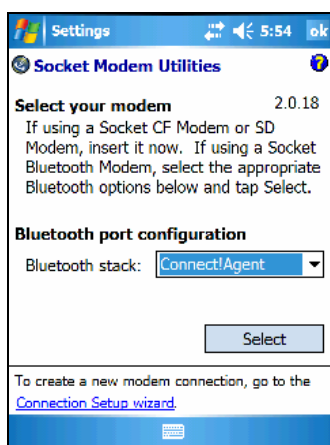 Settings 5:54 ok
Socket Modem Utilities ?
Select your modem 2.0.18
If using a Socket CF Modem or SD
Modem, insert it now. If using a Socket
Bluetooth Modem, select the appropriate
Bluetooth options below and tap Select.
Bluetooth port configuration
Bluetooth stack: Connect!Agent
Select
To create a new modem connection, go to the
Connection Setup wizard.